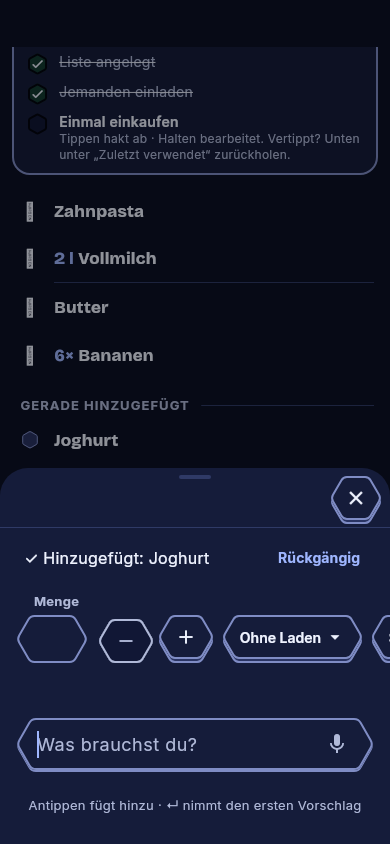 Liste angelegt
Jemanden einladen
Einmal einkaufen
Tippen hakt ab · Halten bearbeitet. Vertippt? Unten
unter „Zuletzt verwendet“ zurückholen.
Zahnpasta
2 l Vollmilch
Butter
6× Bananen
GERADE HINZUGEFÜGT
Joghurt
Hinzugefügt: Joghurt
Rückgängig
Menge
Ohne Laden
Was brauchst du?
Antippen fügt hinzu · ↵ nimmt den ersten Vorschlag